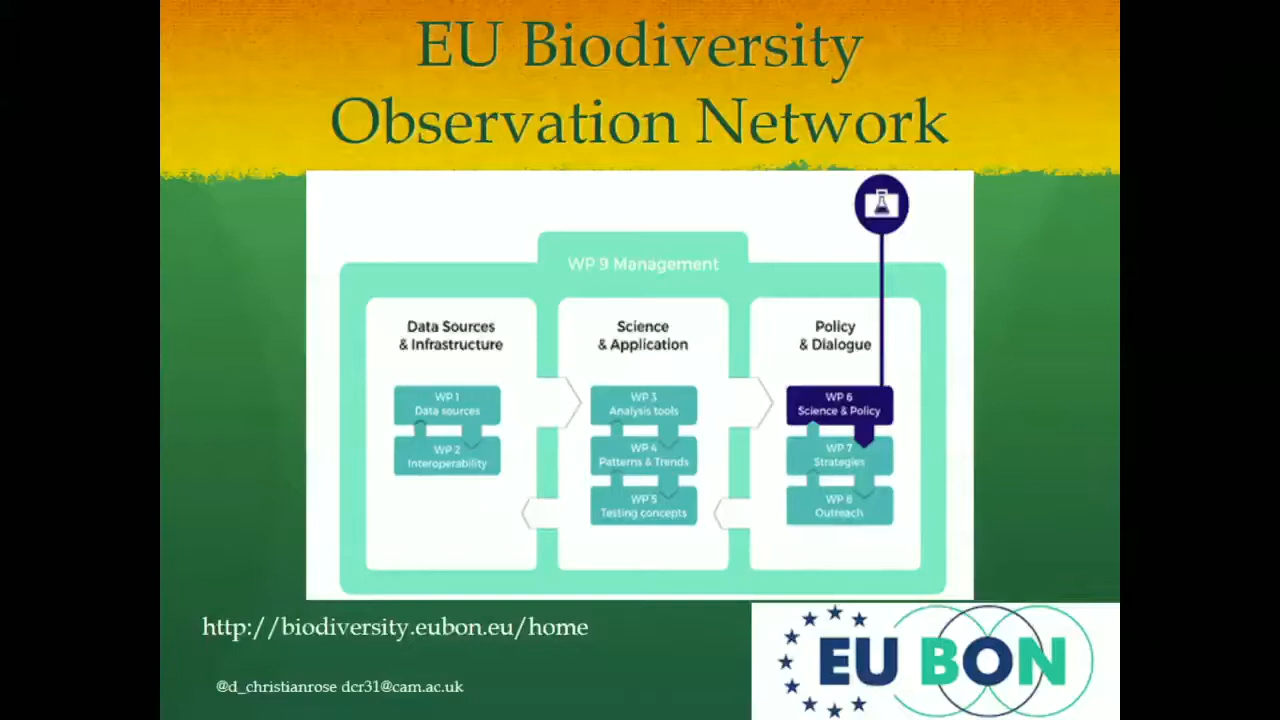 EU Biodiversity
Observation Network
WP 9 Management
Data Sources
& Infrastructure
WP 1
Data sources
WP 2
Interoperability
Science
& Application
WP 3
Analysis tools
WP 4
Patterns & Trends
WP 5
Testing concepts
Policy
& Dialogue
WP 6
Science & Policy
WP 7
Strategies
WP 8
Outreach
http://biodiversity.eubon.eu/home
@d_christianrose dcr31@cam.ac.uk
EU BON